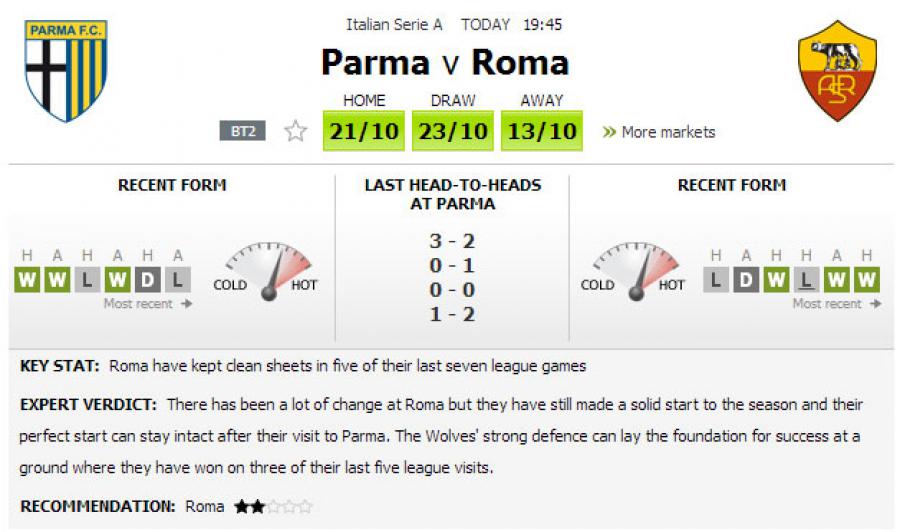 PARMA F.C.
Italian Serie A TODAY 19:45
Parma v Roma
HOME DRAW AWAY
BT2 21/10 23/10 13/10 » More markets
RECENT FORM
H A H A H A
W W L W D L
Most recent →
COLD HOT
LAST HEAD-TO-HEADS
AT PARMA
3 - 2
0 - 1
0 - 0
1 - 2
RECENT FORM
COLD HOT
H A H H A H
L D W L W W
Most recent →
KEY STAT: Roma have kept clean sheets in five of their last seven league games
EXPERT VERDICT: There has been a lot of change at Roma but they have still made a solid start to the season and their
perfect start can stay intact after their visit to Parma. The Wolves' strong defence can lay the foundation for success at a
ground where they have won on three of their last five league visits.
RECOMMENDATION: Roma ★★☆☆☆
ASR